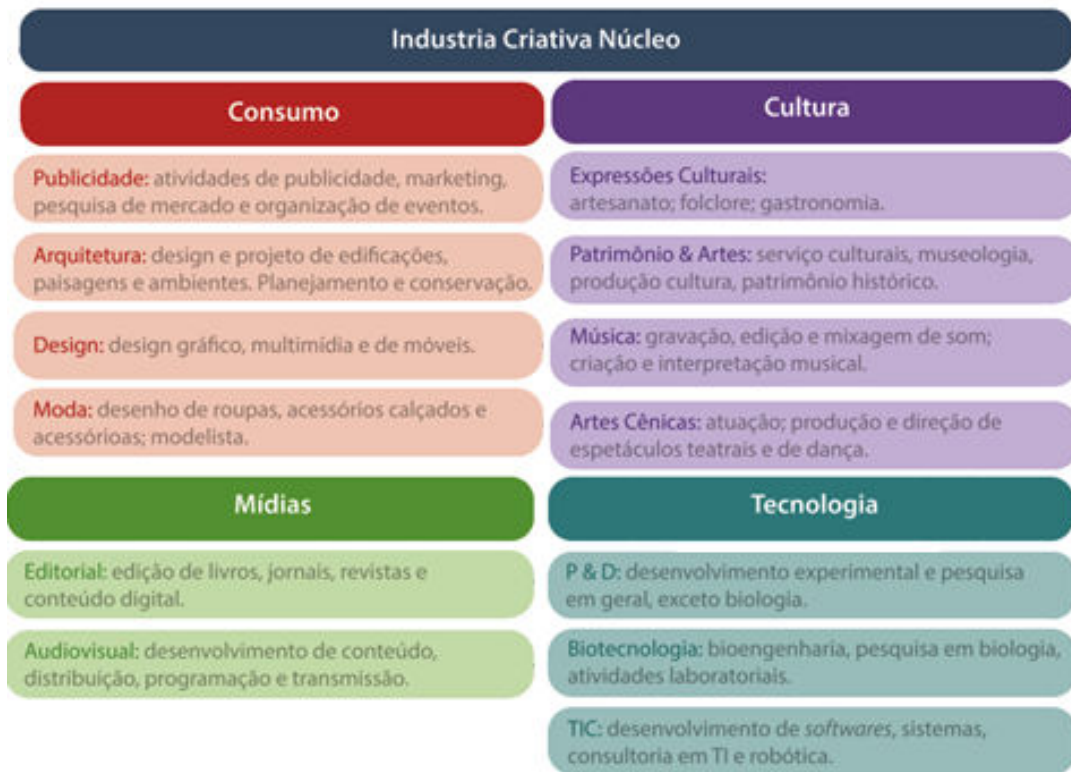 Industria Criativa Núcleo
Consumo
Publicidade: atividades de publicidade, marketing,
pesquisa de mercado e organização de eventos.
Arquitetura: design e projeto de edificações,
paisagens e ambientes. Planejamento e conservação.
Design: design gráfico, multimídia e de móveis.
Moda: desenho de roupas, acessórios calçados e
acessórioas; modelista.
Cultura
Expressões Culturais:
artesanato; folclore; gastronomia.
Patrimônio & Artes: serviço culturais, museologia,
produção cultura, patrimônio histórico.
Música: gravação, edição e mixagem de som;
criação e interpretação musical.
Artes Cênicas: atuação; produção e direção de
espetáculos teatrais e de dança.
Mídias
Editorial: edição de livros, jornais, revistas e
conteúdo digital.
Audiovisual: desenvolvimento de conteúdo,
distribuição, programação e transmissão.
Tecnologia
P & D: desenvolvimento experimental e pesquisa
em geral, exceto biologia.
Biotecnologia: bioengenharia, pesquisa em biologia,
atividades laboratoriais.
TIC: desenvolvimento de softwares, sistemas,
consultoria em TI e robótica.